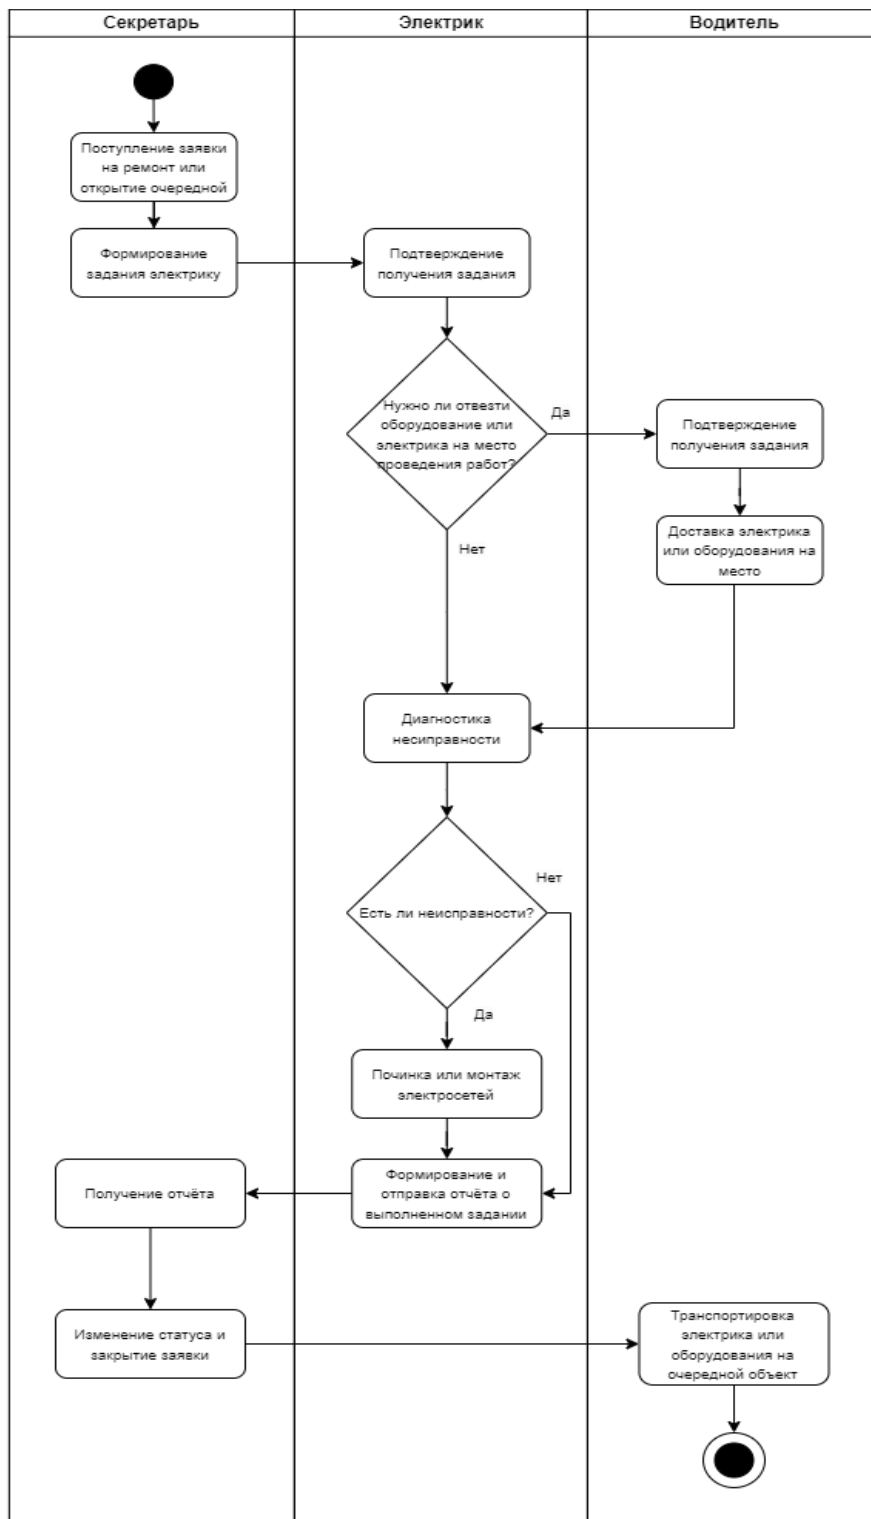 Секретарь
Электрик
Водитель
Поступление заявки
на ремонт или
открытие очередной
Формирование
задания электрику
Подтверждение
получения задания
Нужно ли отвезти
оборудование или
электрика на место
проведения работ?
Да
Подтверждение
получения задания
Доставка электрика
или оборудования на
место
Нет
Диагностика
несиправности
Есть ли неисправности?
Нет
Да
Починка или монтаж
электросетей
Формирование и
отправка отчёта о
выполненном задании
Получение отчёта
Изменение статуса и
закрытие заявки
Транспортировка
электрика или
оборудования на
очередной объект